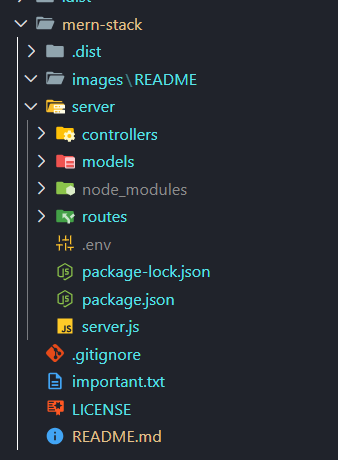 mern-stack
.dist
images\README
server
controllers
models
node_modules
routes
.env
package-lock.json
package.json
server.js
.gitignore
important.txt
LICENSE
README.md